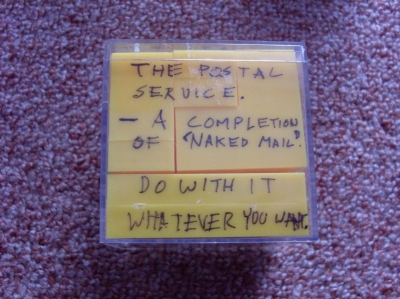 THE POSTAL
SERVICE.
- A COMPLETION
OF "NAKED MAIL".
DO WITH IT
WHATEVER YOU WANT.